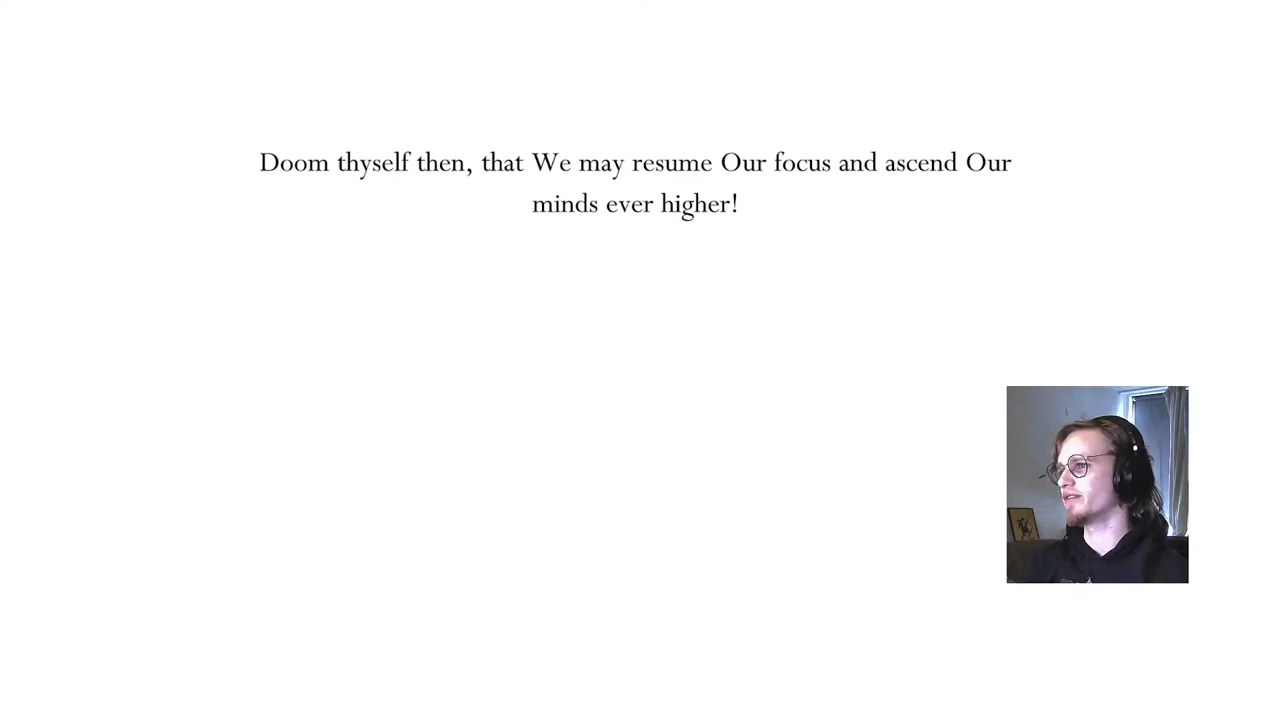 Doom thyself then, that We may resume Our focus and ascend Our
minds ever higher!